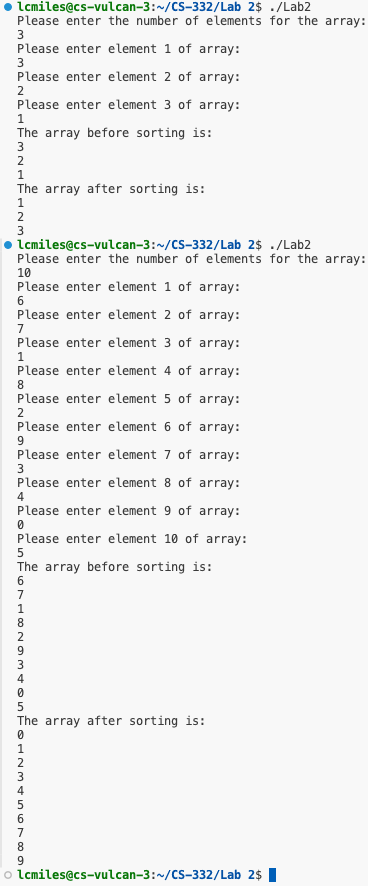 lcmiles@cs-vulcan-3:~/CS-332/Lab 2$ ./Lab2
Please enter the number of elements for the array:
3
Please enter element 1 of array:
3
Please enter element 2 of array:
2
Please enter element 3 of array:
1
The array before sorting is:
3
2
1
The array after sorting is:
1
2
3
lcmiles@cs-vulcan-3:~/CS-332/Lab 2$ ./Lab2
Please enter the number of elements for the array:
10
Please enter element 1 of array:
6
Please enter element 2 of array:
7
Please enter element 3 of array:
1
Please enter element 4 of array:
8
Please enter element 5 of array:
2
Please enter element 6 of array:
9
Please enter element 7 of array:
3
Please enter element 8 of array:
4
Please enter element 9 of array:
0
Please enter element 10 of array:
5
The array before sorting is:
6
7
1
8
2
9
3
4
0
5
The array after sorting is:
0
1
2
3
4
5
6
7
8
9
lcmiles@cs-vulcan-3:~/CS-332/Lab 2$